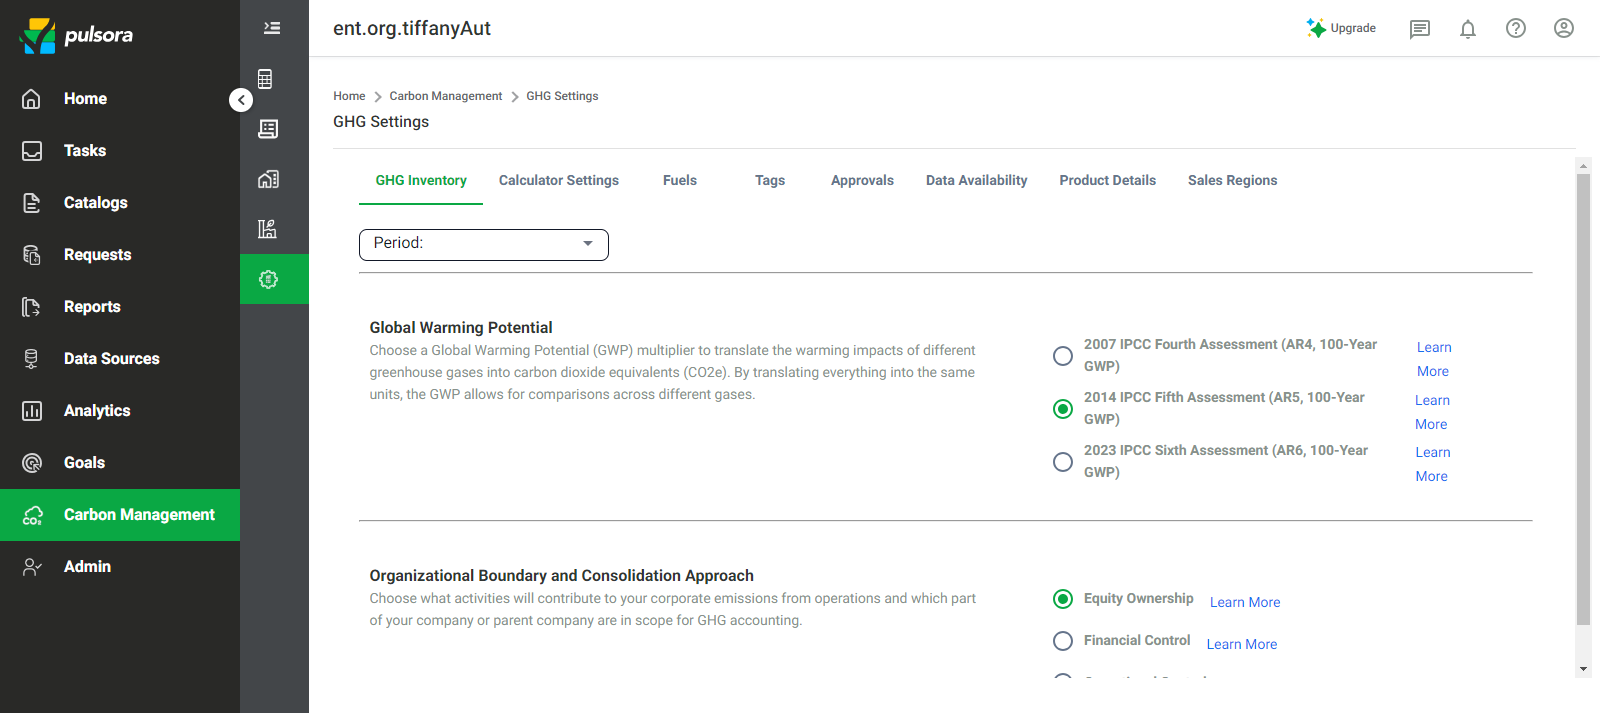 pulsora
ent.org.tiffanyAut
Upgrade
Home
Tasks
Catalogs
Requests
Reports
Data Sources
Analytics
Goals
CO₂
Carbon Management
Admin
Home > Carbon Management > GHG Settings
GHG Settings
GHG Inventory Calculator Settings Fuels Tags Approvals Data Availability Product Details Sales Regions
Period:
Global Warming Potential
Choose a Global Warming Potential (GWP) multiplier to translate the warming impacts of different
greenhouse gases into carbon dioxide equivalents (CO2e). By translating everything into the same
units, the GWP allows for comparisons across different gases.
2007 IPCC Fourth Assessment (AR4, 100-Year
GWP)
Learn
More
2014 IPCC Fifth Assessment (AR5, 100-Year
GWP)
Learn
More
2023 IPCC Sixth Assessment (AR6, 100-Year
GWP)
Learn
More
Organizational Boundary and Consolidation Approach
Choose what activities will contribute to your corporate emissions from operations and which part
of your company or parent company are in scope for GHG accounting.
Equity Ownership Learn More
Financial Control Learn More